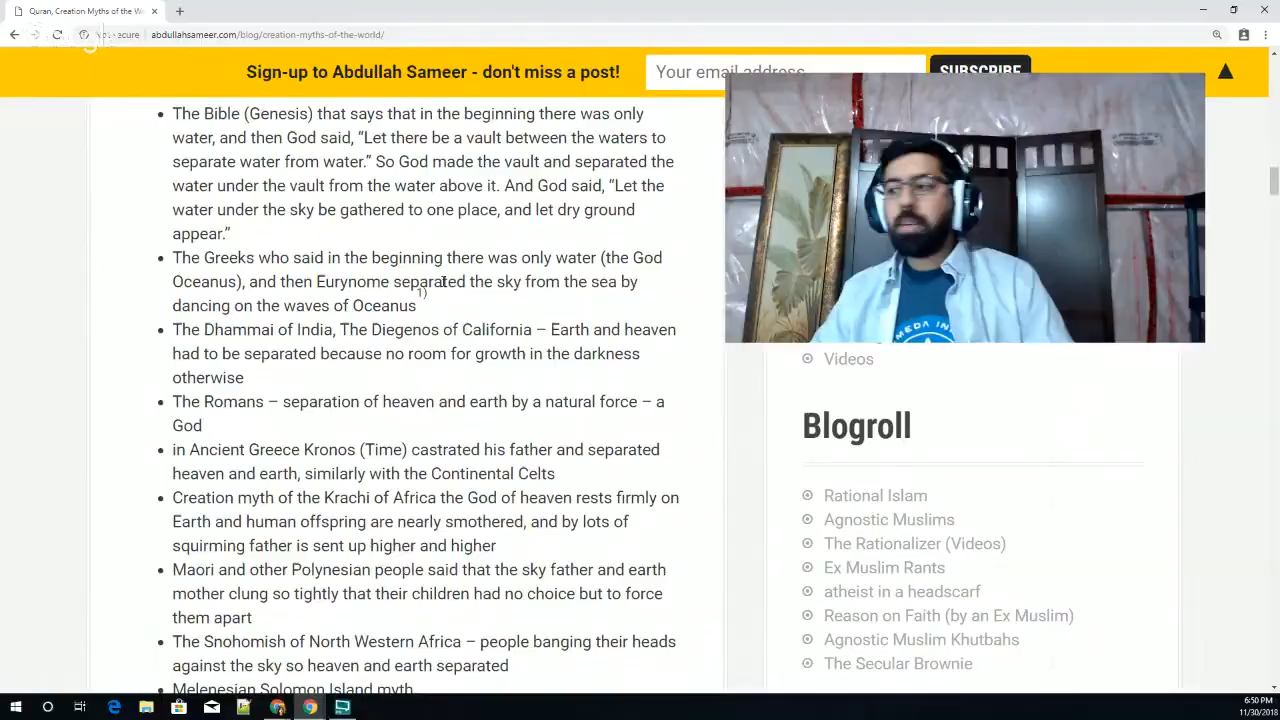 Quran, Creation Myths of the W
abdullahsameer.com/blog/creation-myths-of-the-world/
Sign-up to Abdullah Sameer - don't miss a post!
Your email address
SUBSCRIBE
The Bible (Genesis) that says that in the beginning there was only
water, and then God said, “Let there be a vault between the waters to
separate water from water.” So God made the vault and separated the
water under the vault from the water above it. And God said, “Let the
water under the sky be gathered to one place, and let dry ground
appear.”
The Greeks who said in the beginning there was only water (the God
Oceanus), and then Eurynome separated the sky from the sea by
dancing on the waves of Oceanus 1)
The Dhammai of India, The Diegenos of California – Earth and heaven
had to be separated because no room for growth in the darkness
otherwise
The Romans – separation of heaven and earth by a natural force – a
God
in Ancient Greece Kronos (Time) castrated his father and separated
heaven and earth, similarly with the Continental Celts
Creation myth of the Krachi of Africa the God of heaven rests firmly on
Earth and human offspring are nearly smothered, and by lots of
squirming father is sent up higher and higher
Maori and other Polynesian people said that the sky father and earth
mother clung so tightly that their children had no choice but to force
them apart
The Snohomish of North Western Africa – people banging their heads
against the sky so heaven and earth separated
Melenesian Solomon Island myth
Videos
Blogroll
Rational Islam
Agnostic Muslims
The Rationalizer (Videos)
Ex Muslim Rants
atheist in a headscarf
Reason on Faith (by an Ex Muslim)
Agnostic Muslim Khutbahs
The Secular Brownie
6:50 PM
11/30/2018